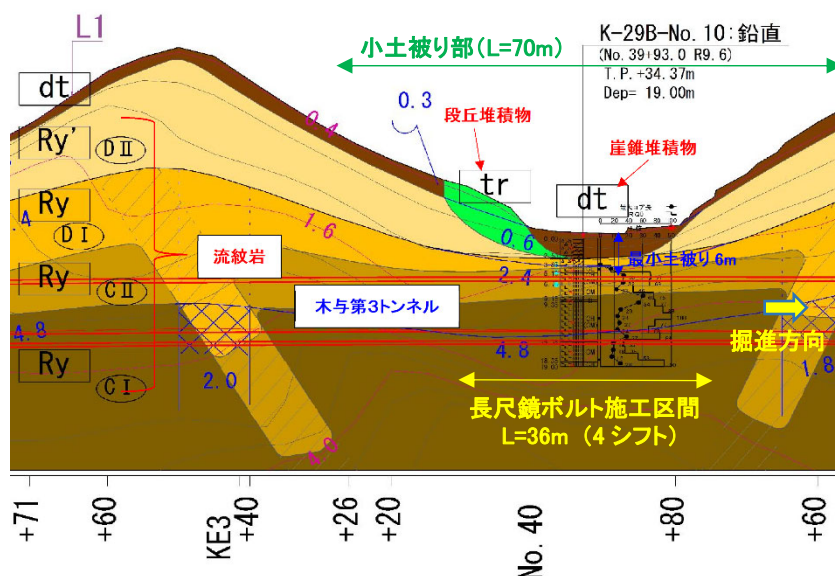 L1
小土被り部(L=70m)
K-29B-No. 10:鉛直
(No.39+93.0 R9.6)
T.P.+34.37m
Dep= 19.00m
dt
0.3
段丘堆積物
0.4
崖錐堆積物
Ry'
DⅡ
tr
dt
Ry
1.6
0.6
DⅠ
流紋岩
2.4
最小土被り6m
Ry
CⅡ
木与第3トンネル
4.8
4.8
掘進方向
Ry
CⅠ
2.0
1.8
長尺鏡ボルト施工区間
L=36m (4シフト)
+71
+60
KE3
+40
+26
+20
No. 40
+80
+60